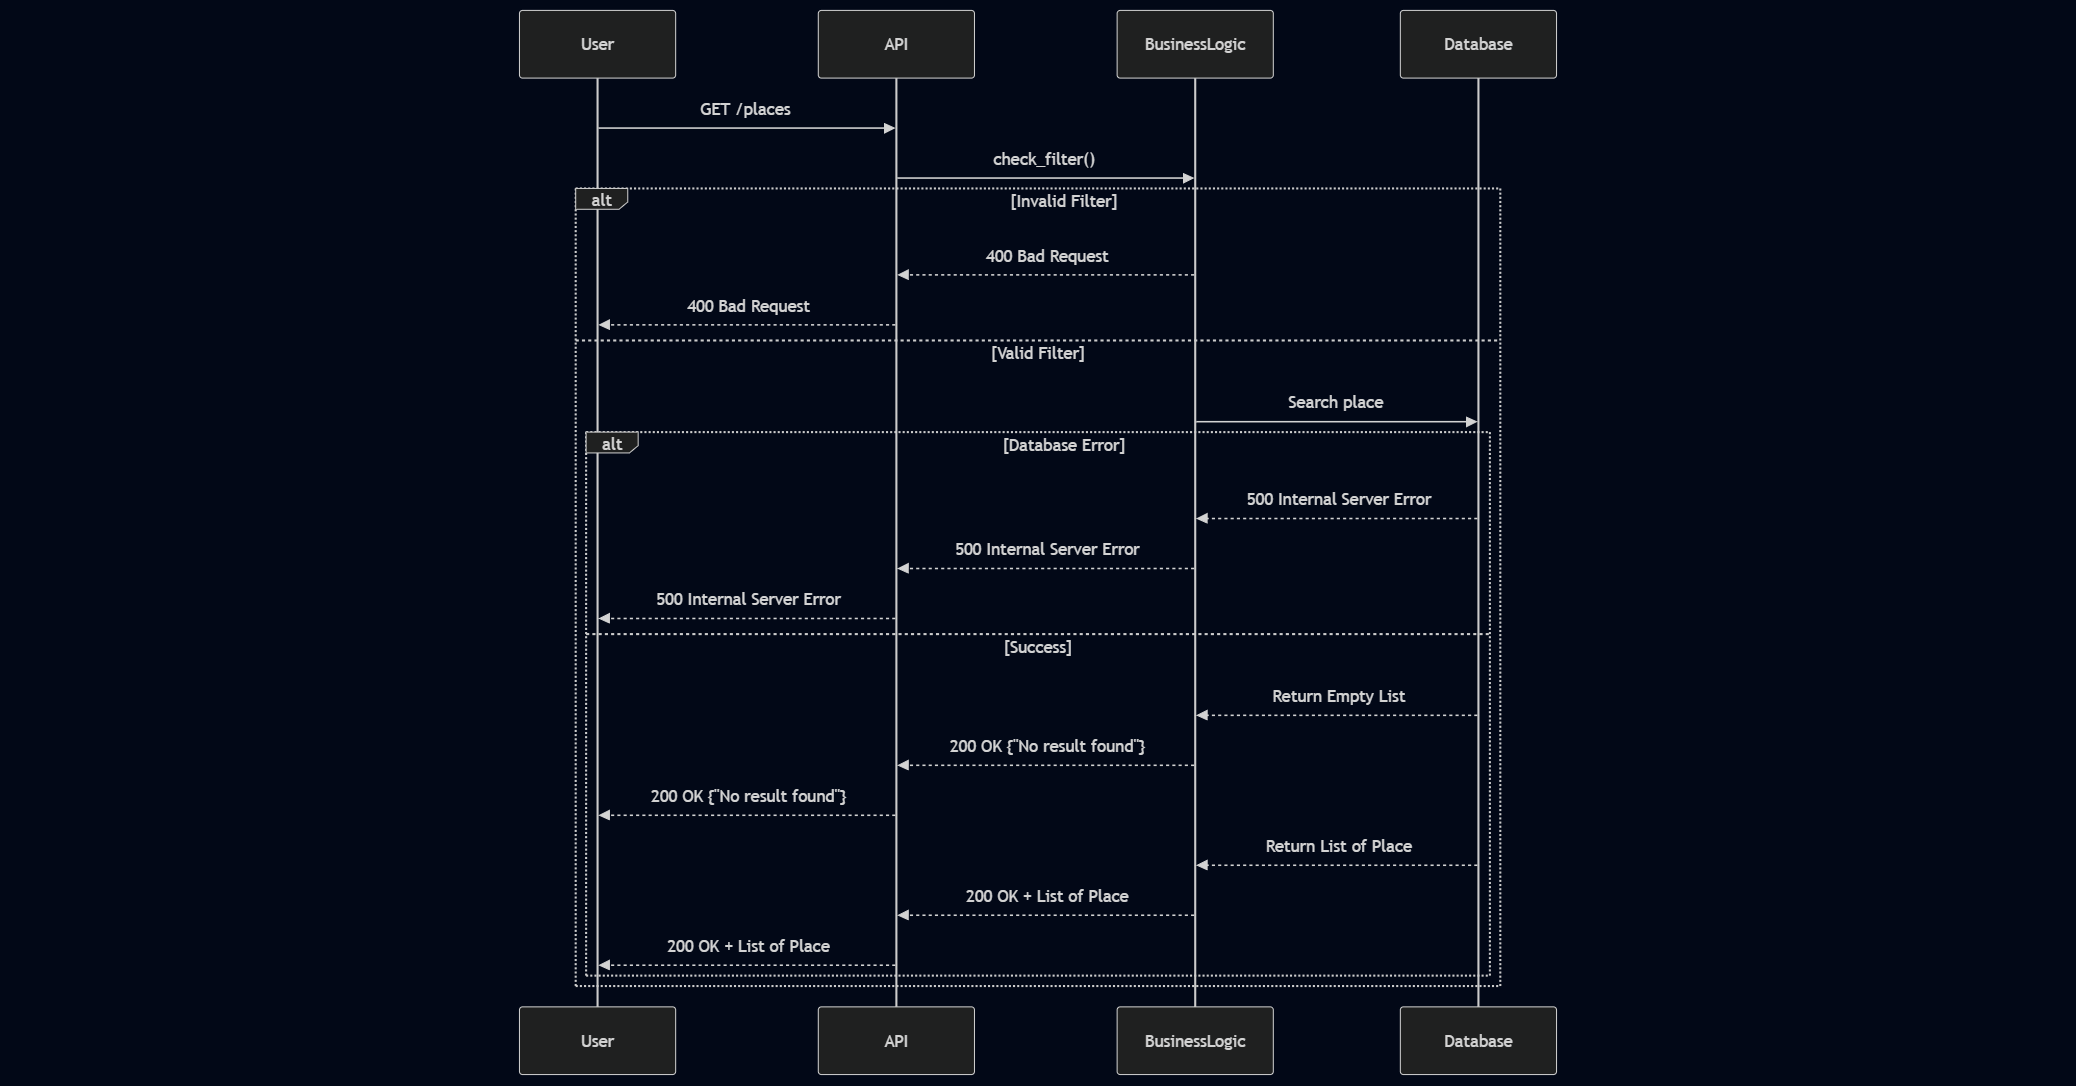 User
API
BusinessLogic
Database
GET /places
check_filter()
alt
[Invalid Filter]
400 Bad Request
400 Bad Request
[Valid Filter]
Search place
alt
[Database Error]
500 Internal Server Error
500 Internal Server Error
500 Internal Server Error
[Success]
Return Empty List
200 OK {"No result found"}
200 OK {"No result found"}
Return List of Place
200 OK + List of Place
200 OK + List of Place
User
API
BusinessLogic
Database